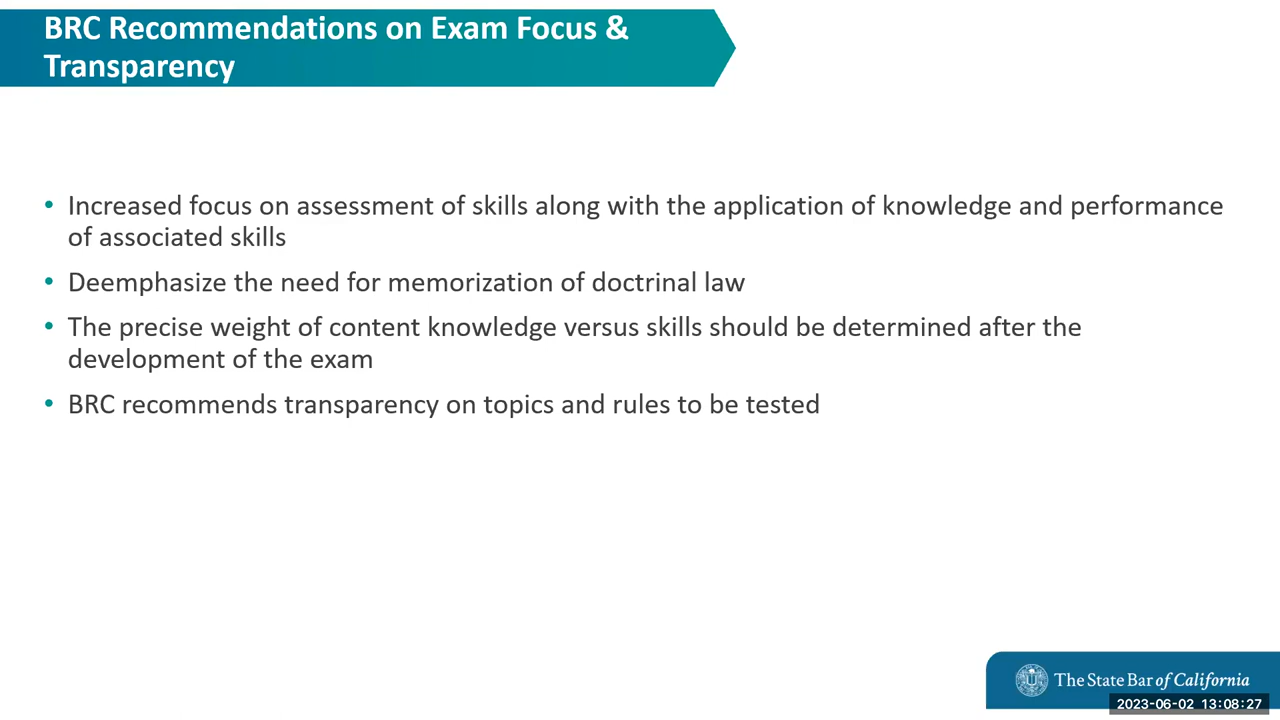 BRC Recommendations on Exam Focus &
Transparency
• Increased focus on assessment of skills along with the application of knowledge and performance
of associated skills
• Deemphasize the need for memorization of doctrinal law
• The precise weight of content knowledge versus skills should be determined after the
development of the exam
• BRC recommends transparency on topics and rules to be tested
The State Bar of California
2023-06-02 13:08:27